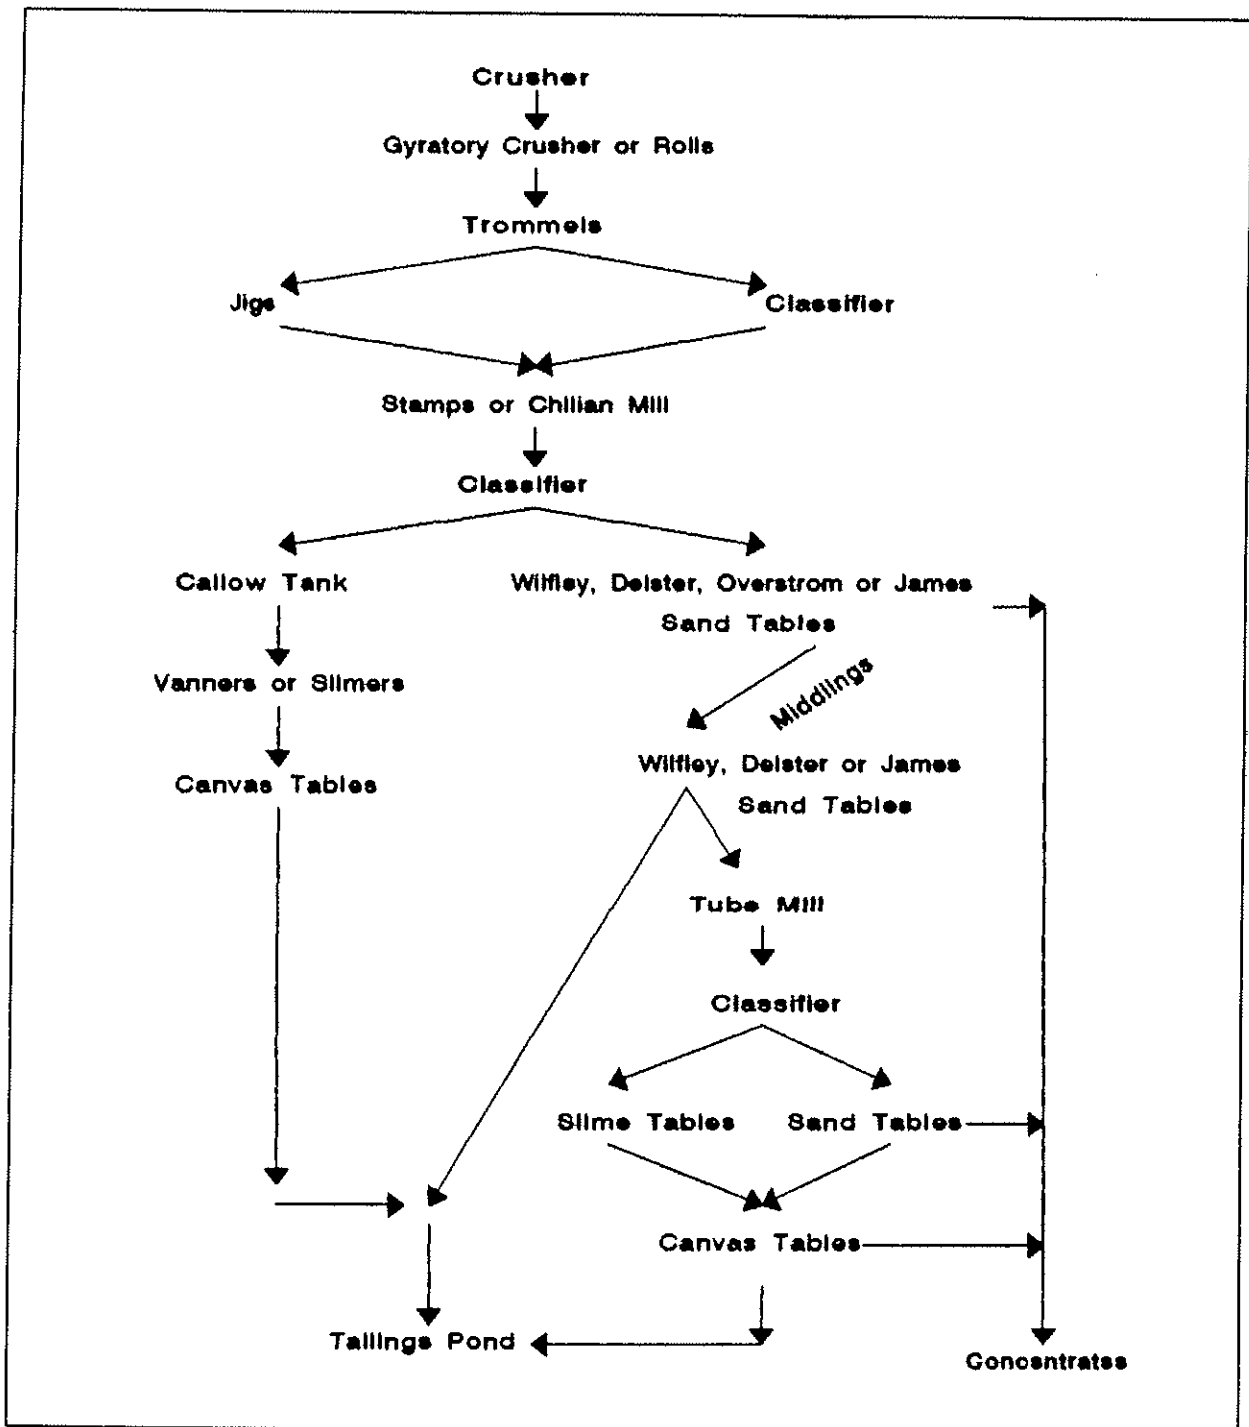 Crusher
Gyratory Crusher or Rolls
Trommels
Jigs
Classifier
Stamps or Chilian Mill
Classifier
Callow Tank
Wilfley, Deister, Overstrom or James
Sand Tables
Vanners or Slimers
Middlings
Wilfley, Deister or James
Canvas Tables
Sand Tables
Tube Mill
Classifier
Slime Tables
Sand Tables
Canvas Tables
Tailings Pond
Concentrates